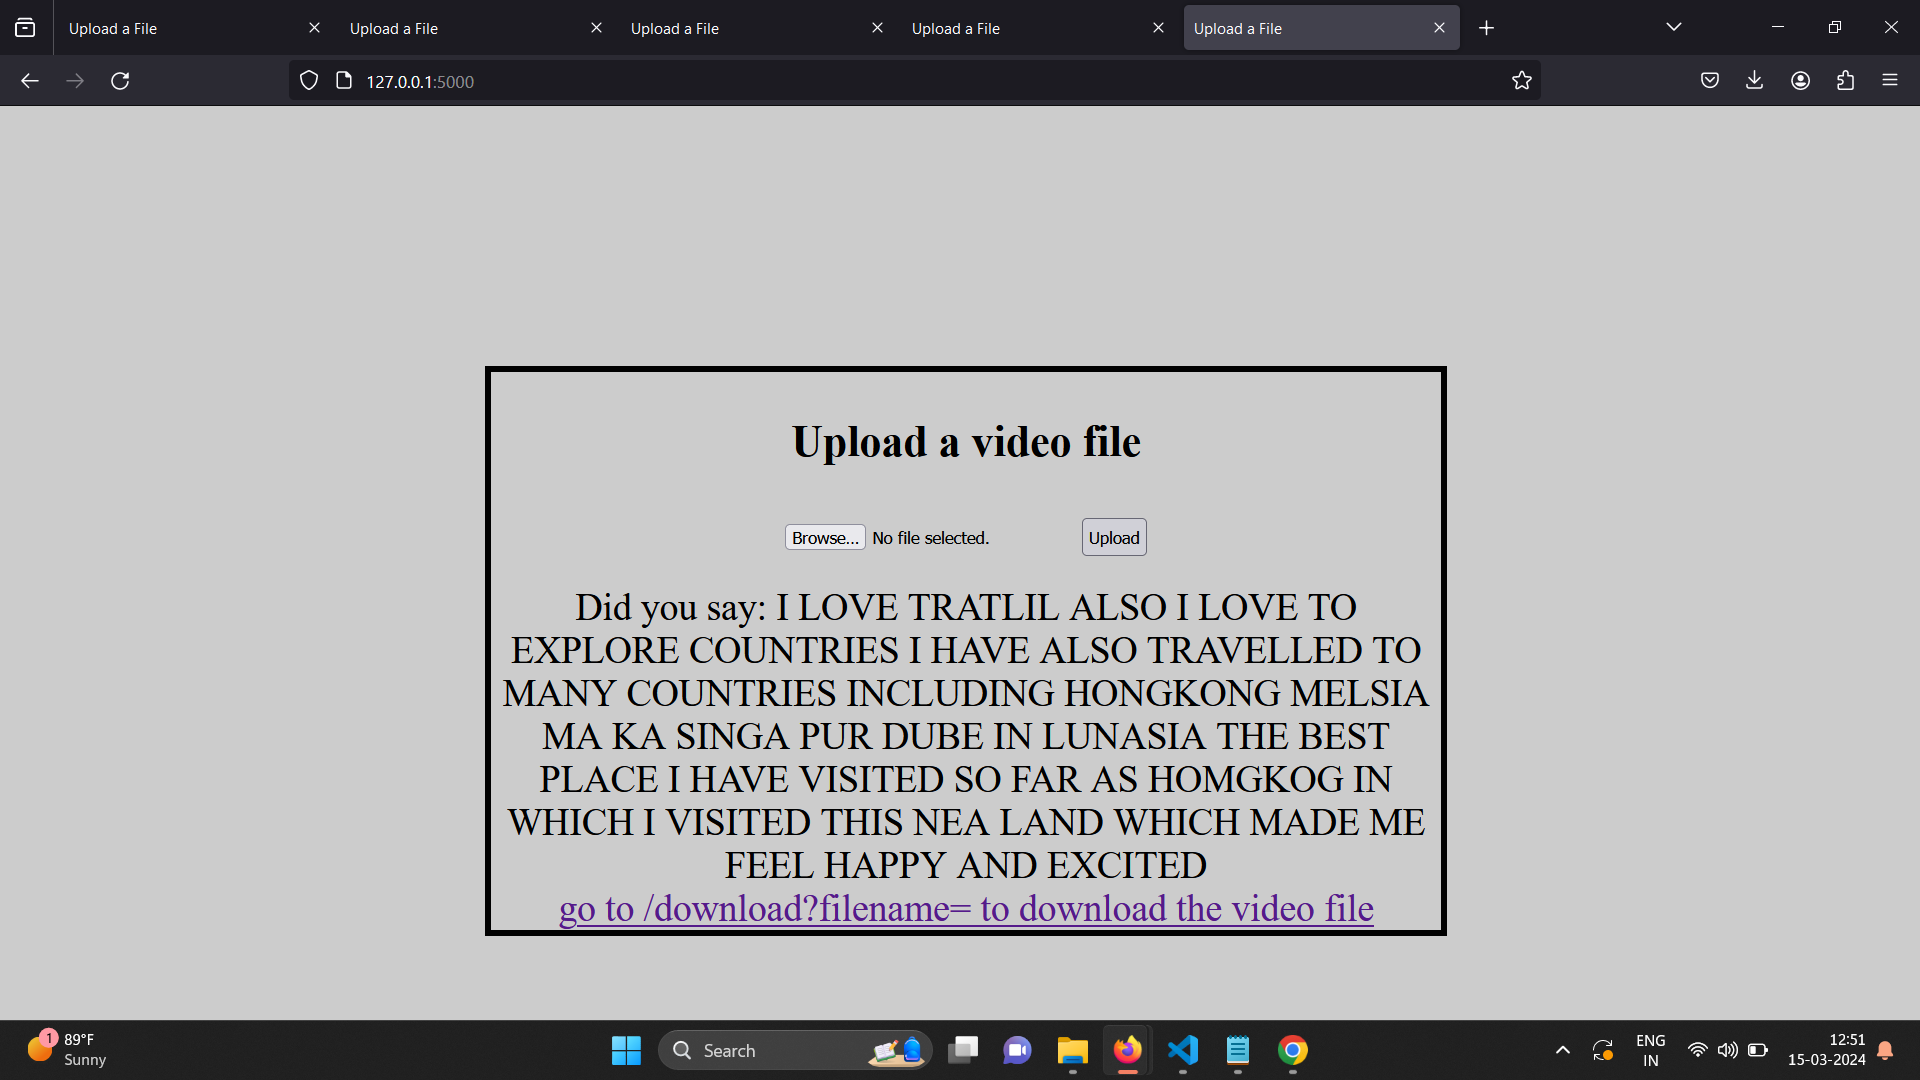 Upload a File
Upload a File
Upload a File
Upload a File
Upload a File
127.0.0.1:5000
Upload a video file
Browse... No file selected.
Upload
Did you say: I LOVE TRATLIL ALSO I LOVE TO
EXPLORE COUNTRIES I HAVE ALSO TRAVELLED TO
MANY COUNTRIES INCLUDING HONGKONG MELSIA
MA KA SINGA PUR DUBE IN LUNASIA THE BEST
PLACE I HAVE VISITED SO FAR AS HOMGKOG IN
WHICH I VISITED THIS NEA LAND WHICH MADE ME
FEEL HAPPY AND EXCITED
go to /download?filename= to download the video file
1
89°F
Sunny
Search
ENG
IN
12:51
15-03-2024